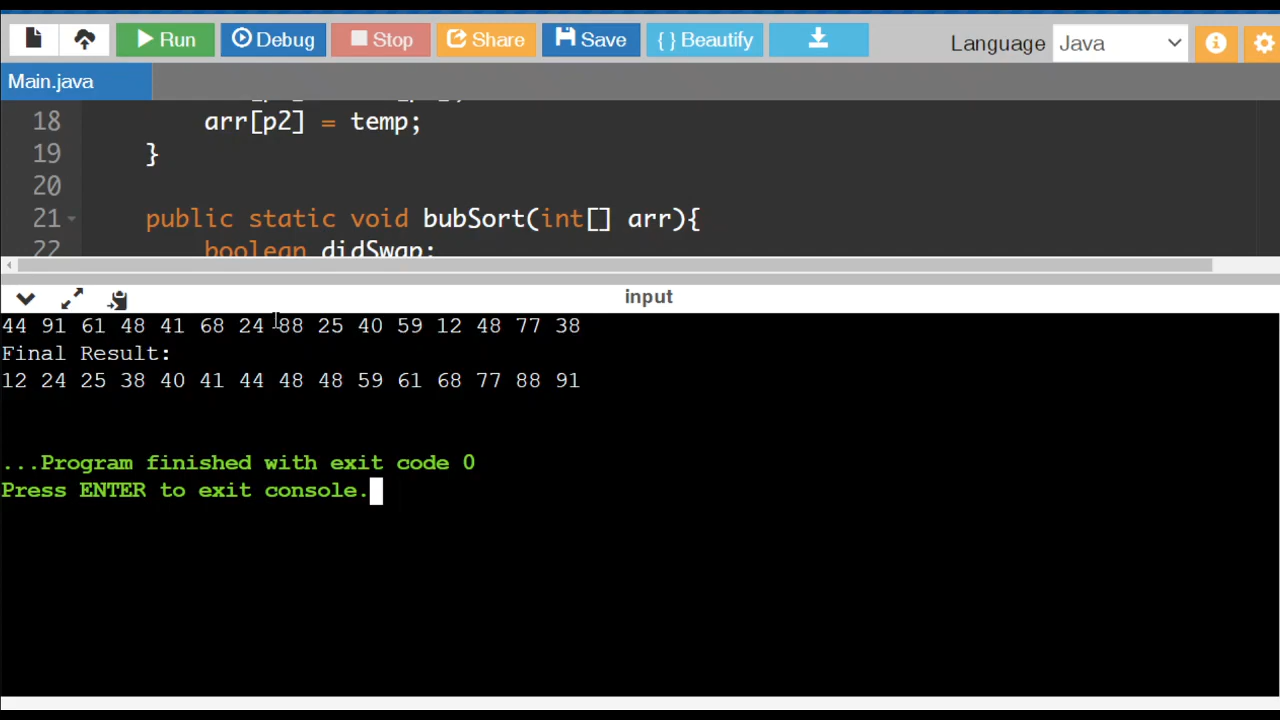 Run Debug Stop Share Save { } Beautify Language Java
Main.java
18 arr[p2] = temp;
19 }
20
21 public static void bubSort(int[] arr){
22 boolean didSwap;
input
44 91 61 48 41 68 24 88 25 40 59 12 48 77 38
Final Result:
12 24 25 38 40 41 44 48 48 59 61 68 77 88 91
...Program finished with exit code 0
Press ENTER to exit console.